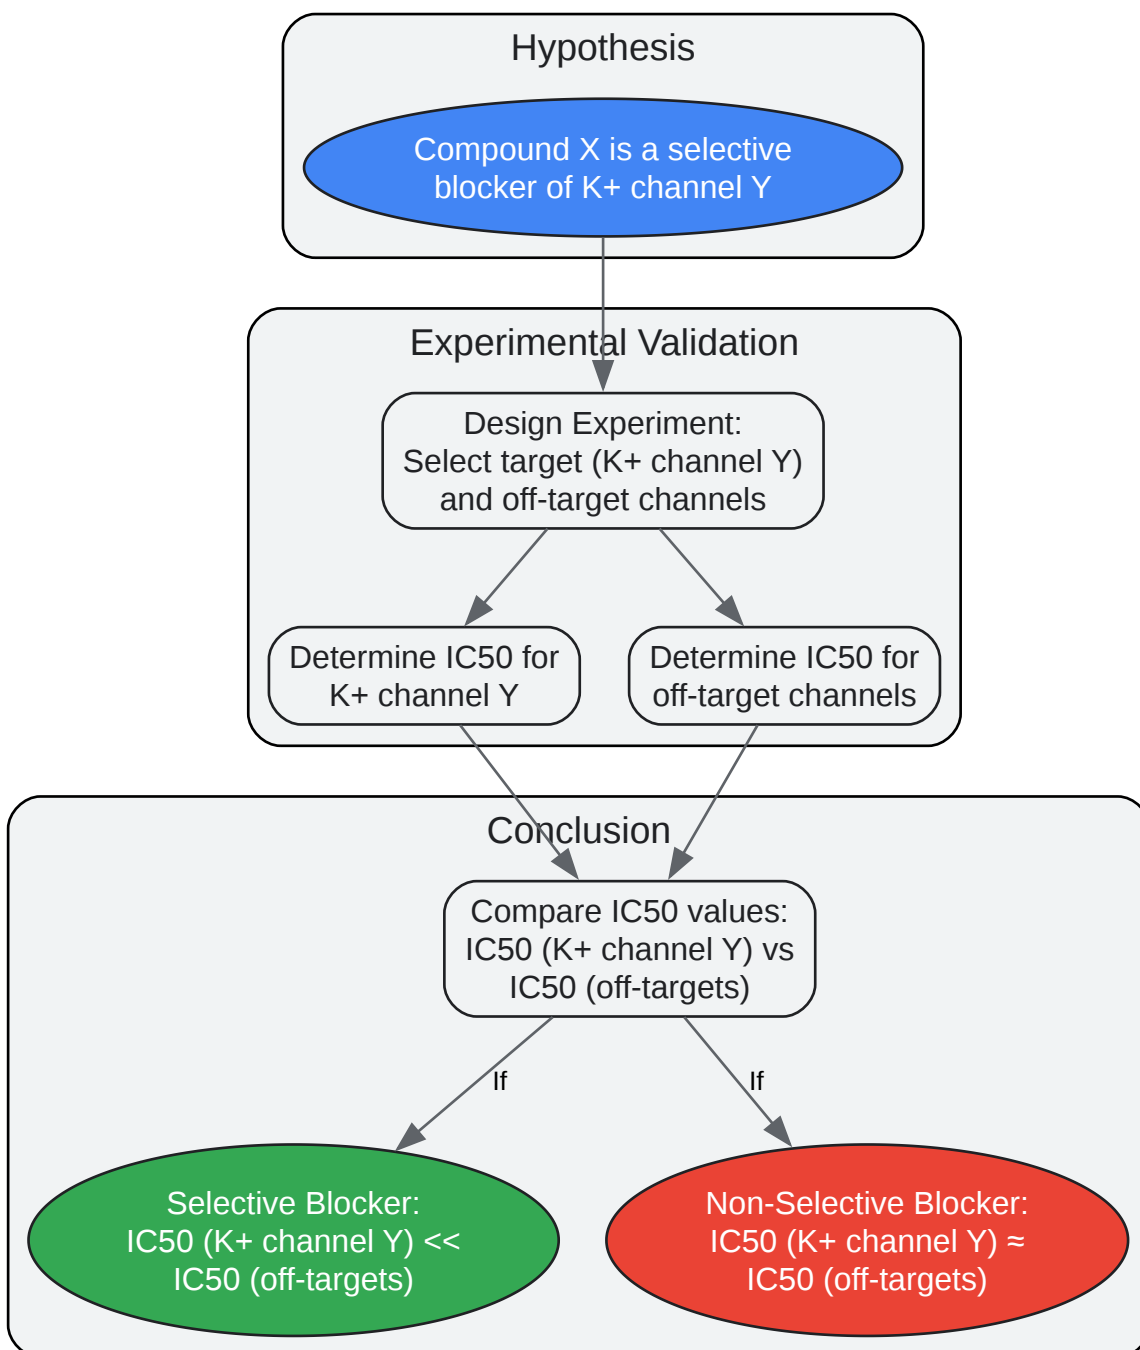 Hypothesis
Compound X is a selective
blocker of K+ channel Y
Experimental Validation
Design Experiment:
Select target (K+ channel Y)
and off-target channels
Determine IC50 for
K+ channel Y
Determine IC50 for
off-target channels
Conclusion
Compare IC50 values:
IC50 (K+ channel Y) vs
IC50 (off-targets)
If
If
Selective Blocker:
IC50 (K+ channel Y) <<
IC50 (off-targets)
Non-Selective Blocker:
IC50 (K+ channel Y) ≈
IC50 (off-targets)